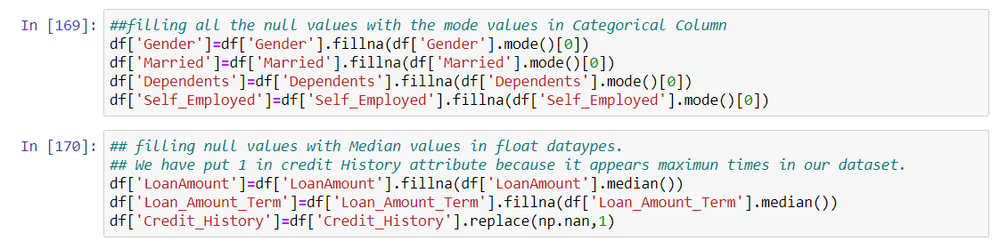 In [169]: ##filling all the null values with the mode values in Categorical Column
df['Gender']=df['Gender'].fillna(df['Gender'].mode()[0])
df['Married']=df['Married'].fillna(df['Married'].mode()[0])
df['Dependents']=df['Dependents'].fillna(df['Dependents'].mode()[0])
df['Self_Employed']=df['Self_Employed'].fillna(df['Self_Employed'].mode()[0])
In [170]: ## filling null values with Median values in float dataypes.
## We have put 1 in credit History attribute because it appears maximun times in our dataset.
df['LoanAmount']=df['LoanAmount'].fillna(df['LoanAmount'].median())
df['Loan_Amount_Term']=df['Loan_Amount_Term'].fillna(df['Loan_Amount_Term'].median())
df['Credit_History']=df['Credit_History'].replace(np.nan,1)